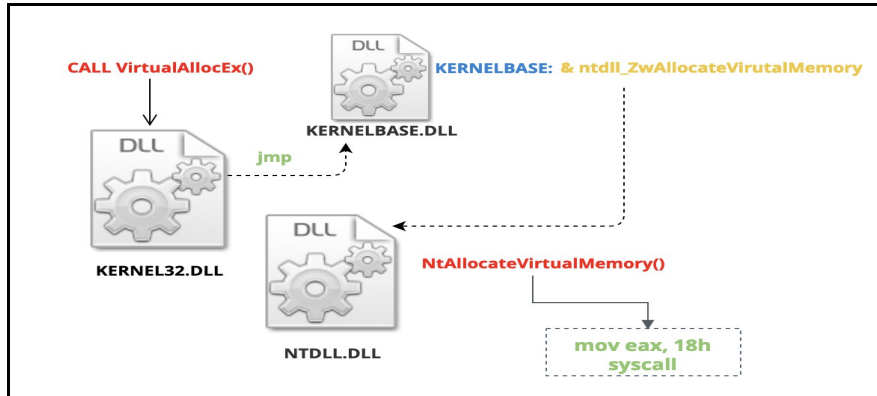 CALL VirtualAllocEx()
DLL
KERNELBASE: & ntdll_ZwAllocateVirutalMemory
KERNELBASE.DLL
DLL
jmp
KERNEL32.DLL
DLL
NtAllocateVirtualMemory()
NTDLL.DLL
mov eax, 18h
syscall